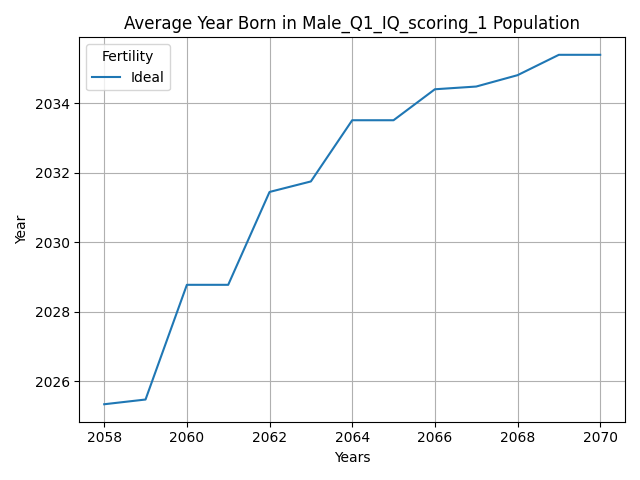 Average Year Born in Male_Q1_IQ_scoring_1 Population
Fertility
Ideal
2034
2032
2030
2028
2026
Year
2058 2060 2062 2064 2066 2068 2070
Years